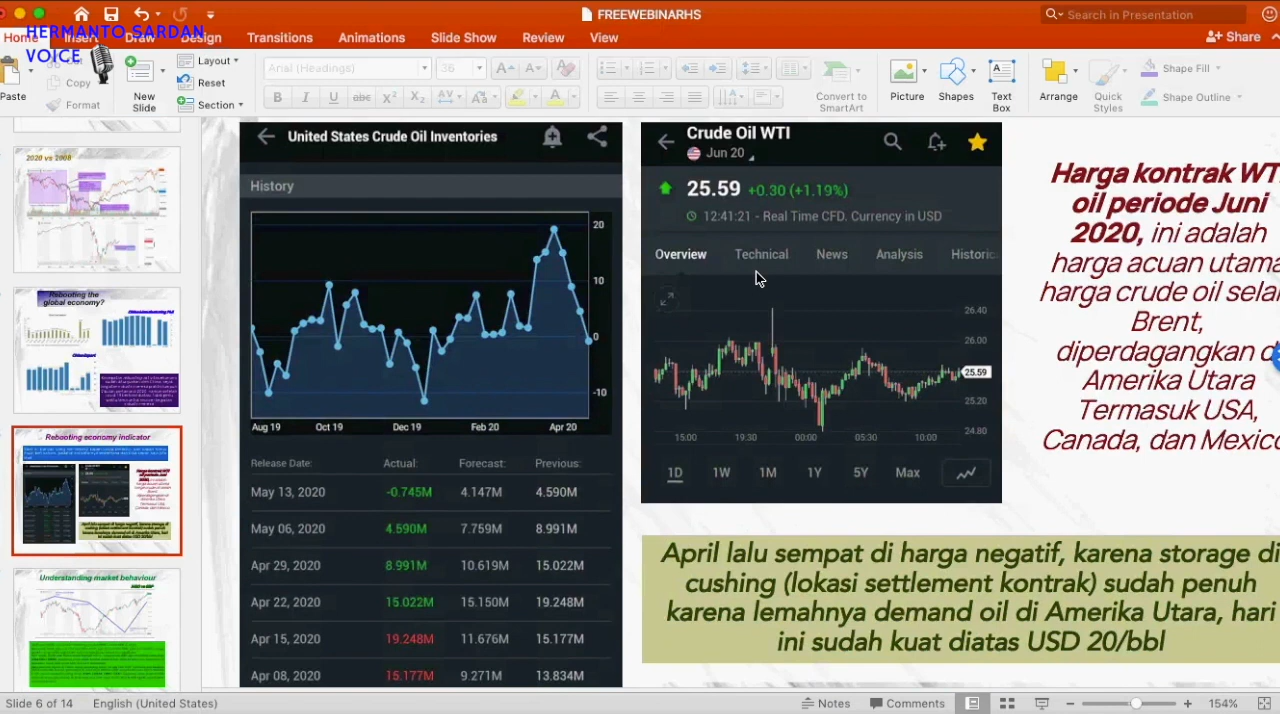 FREEWEBINARHS
Search in Presentation
HERMANTO SARDAN
VOICE
Home Insert Draw Design Transitions Animations Slide Show Review View
Share
Paste
Copy
Format
New
Slide
Layout
Reset
Section
Arial (Headings)
36
Convert to
SmartArt
Picture
Shapes
Text
Box
Arrange
Quick
Styles
Shape Fill
Shape Outline
2020 vs 2008
Rebooting the
global economy?
Rebooting economy indicator
Understanding market behaviour
United States Crude Oil Inventories
History
20
10
0
-10
Aug 19 Oct 19 Dec 19 Feb 20 Apr 20
Release Date: Actual: Forecast: Previous:
May 13, 2020 -0.745M 4.147M 4.590M
May 06, 2020 4.590M 7.759M 8.991M
Apr 29, 2020 8.991M 10.619M 15.022M
Apr 22, 2020 15.022M 15.150M 19.248M
Apr 15, 2020 19.248M 11.676M 15.177M
Apr 08, 2020 15.177M 9.271M 13.834M
Crude Oil WTI
Jun 20
25.59 +0.30 (+1.19%)
12:41:21 - Real Time CFD. Currency in USD
Overview Technical News Analysis Historic
26.40
26.00
25.59
25.20
24.80
15:00 19:30 00:00 05:30 10:00
1D 1W 1M 1Y 5Y Max
Harga kontrak WTI
oil periode Juni
2020, ini adalah
harga acuan utama
harga crude oil selai
Brent,
diperdagangkan d
Amerika Utara
Termasuk USA,
Canada, dan Mexico
April lalu sempat di harga negatif, karena storage di
cushing (lokasi settlement kontrak) sudah penuh
karena lemahnya demand oil di Amerika Utara, hari
ini sudah kuat diatas USD 20/bbl
Slide 6 of 14 English (United States)
Notes Comments 154%